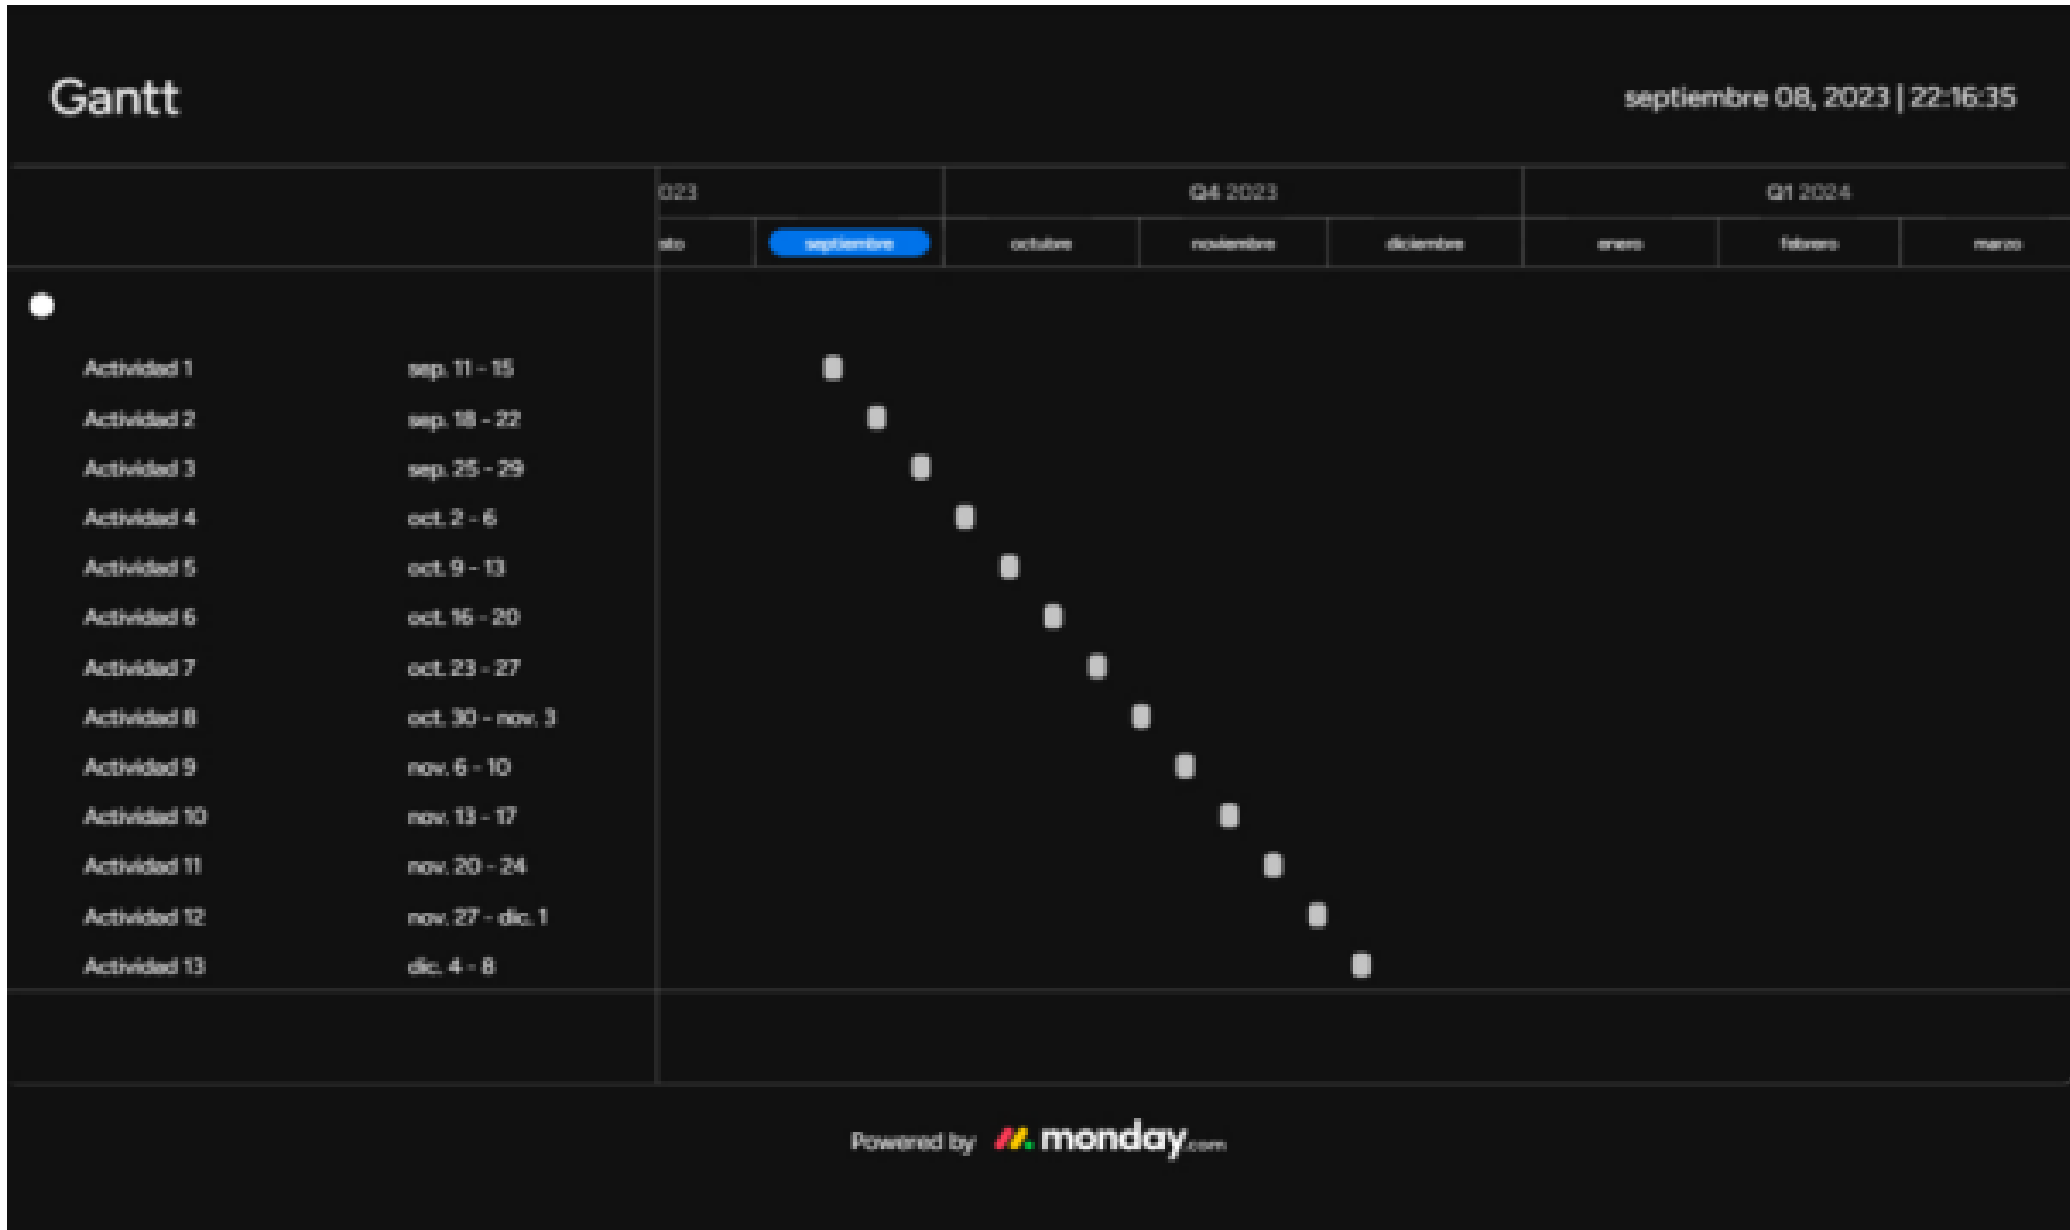 Gantt
septiembre 08, 2023 | 22:16:35
023 Q4 2023 Q1 2024
sto septiembre octubre noviembre diciembre enero febrero marzo
Actividad 1 sep. 11 - 15
Actividad 2 sep. 18 - 22
Actividad 3 sep. 25 - 29
Actividad 4 oct. 2 - 6
Actividad 5 oct. 9 - 13
Actividad 6 oct. 16 - 20
Actividad 7 oct. 23 - 27
Actividad 8 oct. 30 - nov. 3
Actividad 9 nov. 6 - 10
Actividad 10 nov. 13 - 17
Actividad 11 nov. 20 - 24
Actividad 12 nov. 27 - dic. 1
Actividad 13 dic. 4 - 8
Powered by monday.com